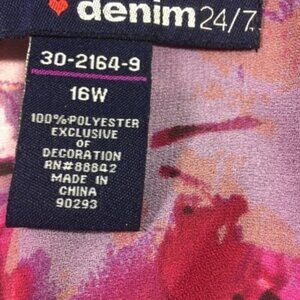 denim 24/7
30-2164-9
16W
100%POLYESTER
EXCLUSIVE
OF
DECORATION
RN#88842
MADE IN
CHINA
90293